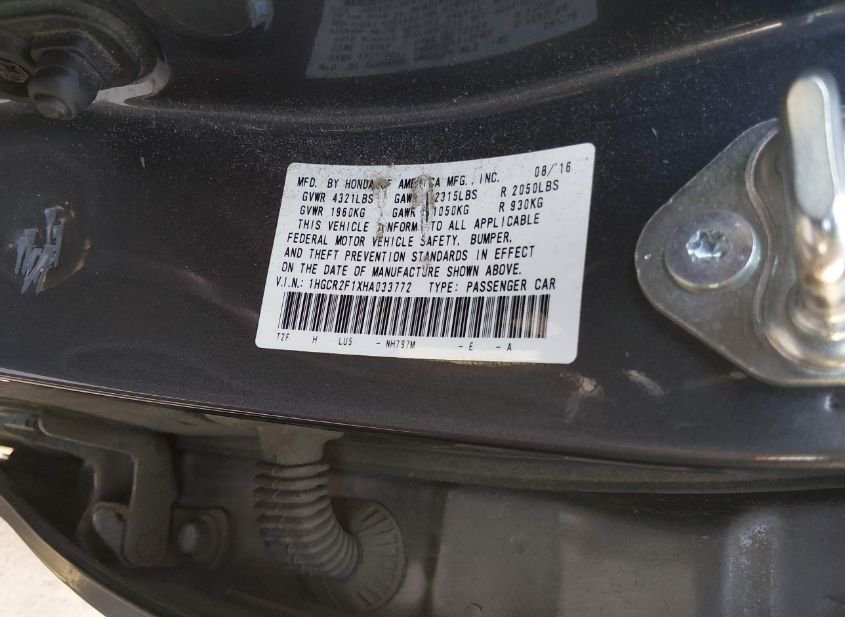 MFD. BY HONDA OF AMERICA MFG., INC. 08/'16
GVWR 4321LBS GAWR 2315LBS R 2050LBS
GVWR 1960KG GAWR 1050KG R 930KG
THIS VEHICLE CONFORMS TO ALL APPLICABLE
FEDERAL MOTOR VEHICLE SAFETY, BUMPER,
AND THEFT PREVENTION STANDARDS IN EFFECT
ON THE DATE OF MANUFACTURE SHOWN ABOVE.
V.I.N.: 1HGCR2F1XHA033772 TYPE: PASSENGER CAR
T2F H LU5 - NH797M - E - A